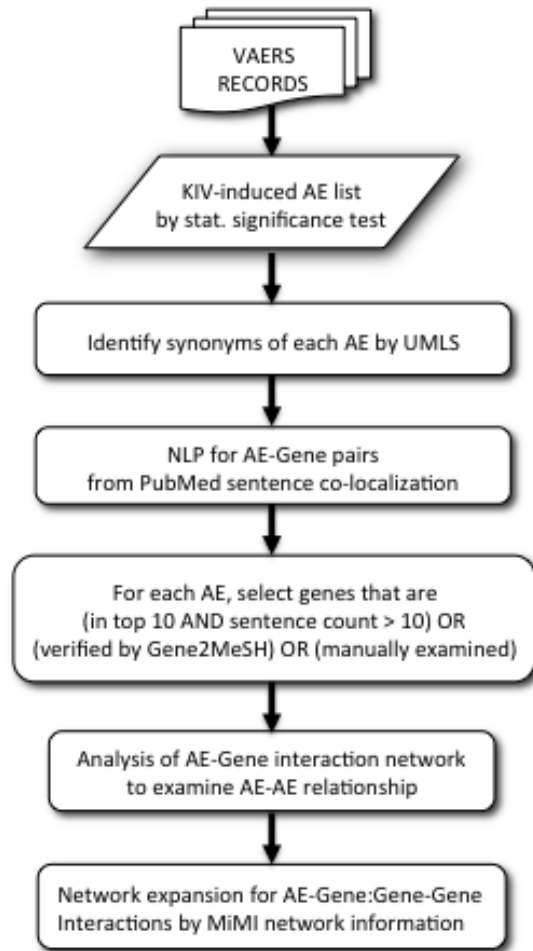 VAERS
RECORDS
KIV-induced AE list
by stat. significance test
Identify synonyms of each AE by UMLS
NLP for AE-Gene pairs
from PubMed sentence co-localization
For each AE, select genes that are
(in top 10 AND sentence count > 10) OR
(verified by Gene2MeSH) OR (manually examined)
Analysis of AE-Gene interaction network
to examine AE-AE relationship
Network expansion for AE-Gene:Gene-Gene
Interactions by MiMI network information